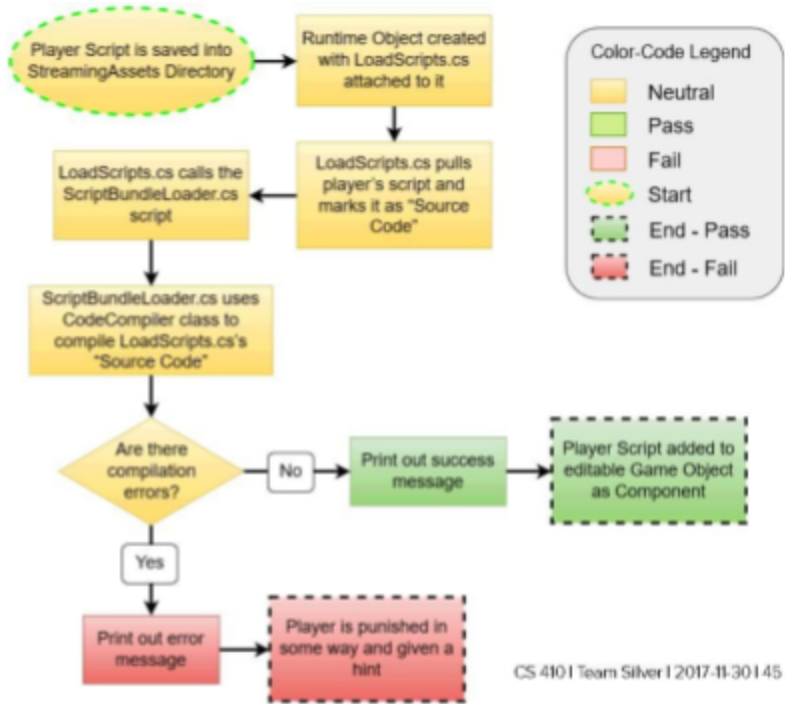 Player Script is saved into
StreamingAssets Directory
Runtime Object created
with LoadScripts.cs
attached to it
LoadScripts.cs pulls
player's script and
marks it as "Source
Code"
LoadScripts.cs calls the
ScriptBundleLoader.cs
script
ScriptBundleLoader.cs uses
CodeCompiler class to
compile LoadScripts.cs's
"Source Code"
Are there
compilation
errors?
No
Print out success
message
Player Script added to
editable Game Object
as Component
Yes
Print out error
message
Player is punished in
some way and given a
hint
Color-Code Legend
Neutral
Pass
Fail
Start
End - Pass
End - Fail
CS 410 I Team Silver I 2017-11-30 I 45